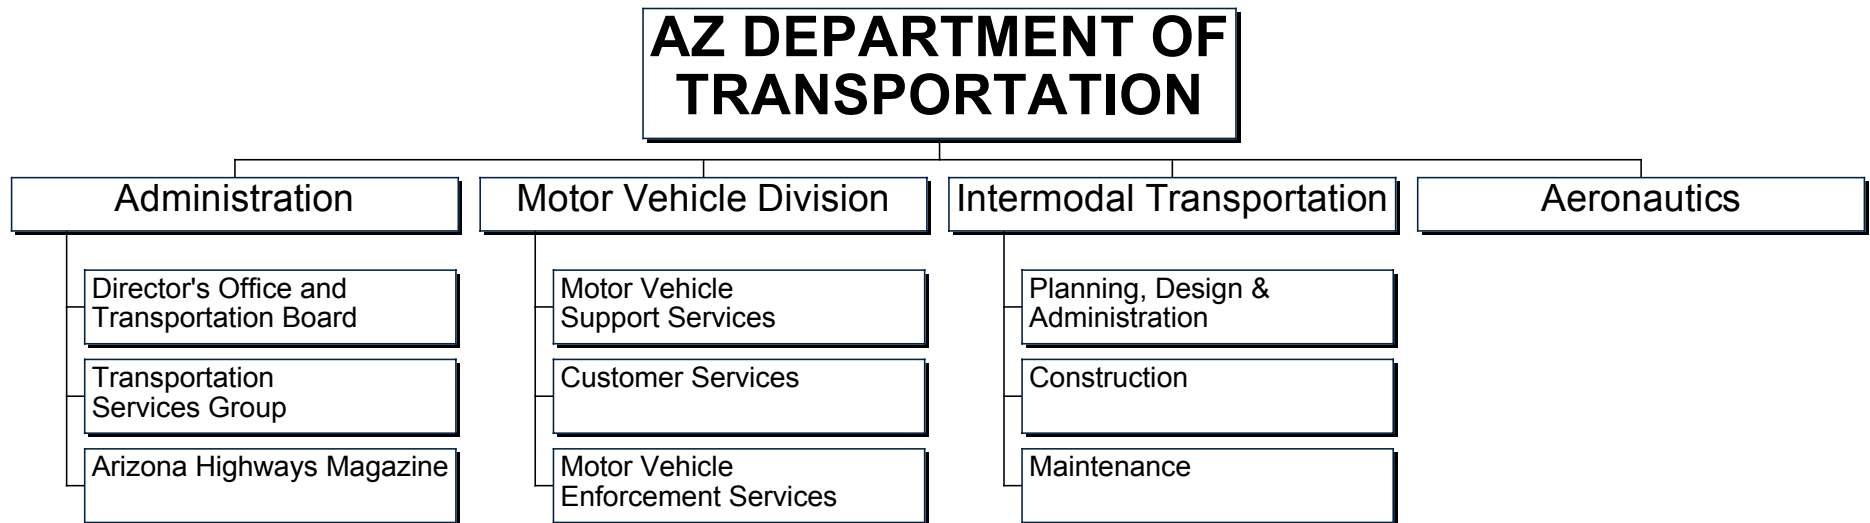 AZ DEPARTMENT OF
TRANSPORTATION
Administration
Director's Office and
Transportation Board
Transportation
Services Group
Arizona Highways Magazine
Motor Vehicle Division
Motor Vehicle
Support Services
Customer Services
Motor Vehicle
Enforcement Services
Intermodal Transportation
Planning, Design &
Administration
Construction
Maintenance
Aeronautics